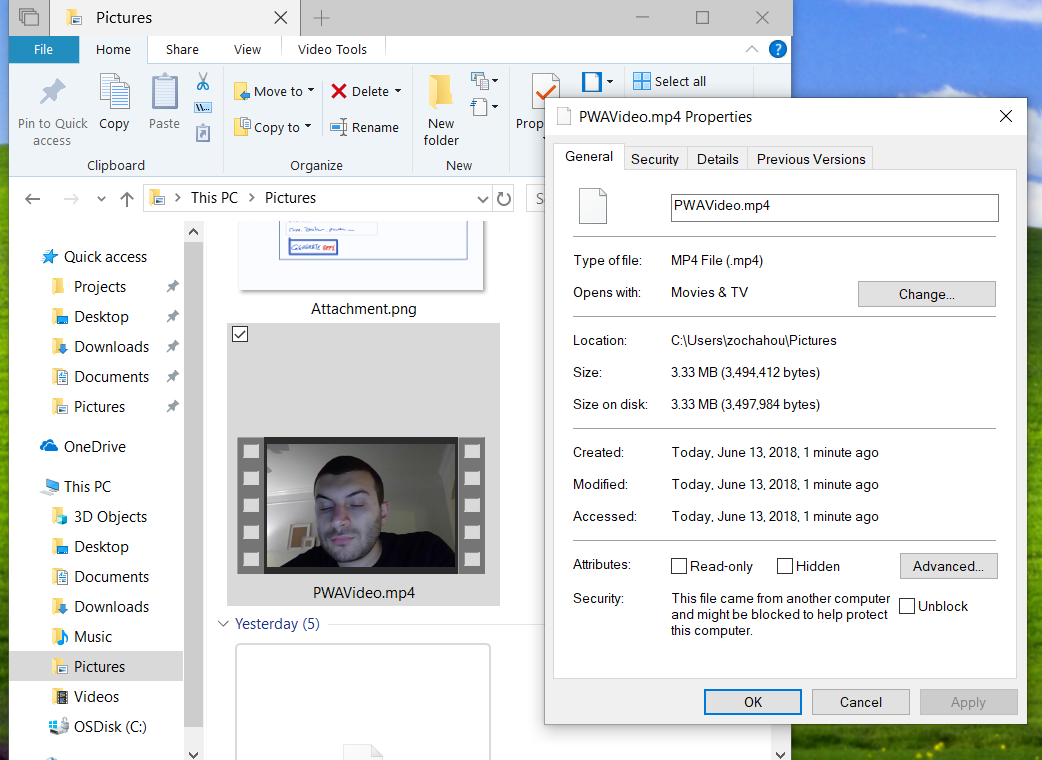 Pictures
File
Home
Share
View
Video Tools
Pin to Quick access
Copy
Paste
W...
Move to
Copy to
Delete
Rename
New folder
Prop
Select all
Clipboard
Organize
New
This PC
Pictures
S
Quick access
Projects
Desktop
Downloads
Documents
Pictures
OneDrive
This PC
3D Objects
Desktop
Documents
Downloads
Music
Pictures
Videos
OSDisk (C:)
Attachment.png
PWAVideo.mp4
Yesterday (5)
PWAVideo.mp4 Properties
General
Security
Details
Previous Versions
PWAVideo.mp4
Type of file: MP4 File (.mp4)
Opens with: Movies & TV
Change...
Location: C:\Users\zochahou\Pictures
Size: 3.33 MB (3,494,412 bytes)
Size on disk: 3.33 MB (3,497,984 bytes)
Created: Today, June 13, 2018, 1 minute ago
Modified: Today, June 13, 2018, 1 minute ago
Accessed: Today, June 13, 2018, 1 minute ago
Attributes: Read-only Hidden
Advanced...
Security: This file came from another computer
and might be blocked to help protect
this computer.
Unblock
OK
Cancel
Apply